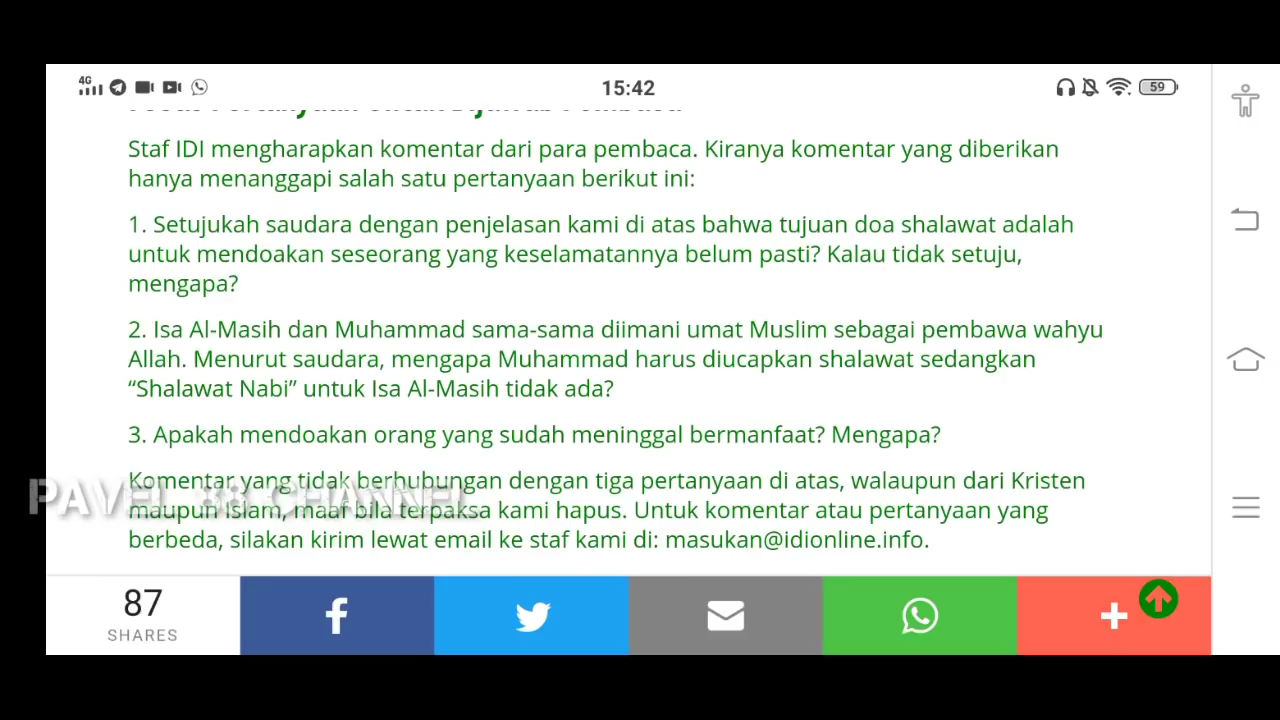 4G
15:42
59
Staf IDI mengharapkan komentar dari para pembaca. Kiranya komentar yang diberikan
hanya menanggapi salah satu pertanyaan berikut ini:
1. Setujukah saudara dengan penjelasan kami di atas bahwa tujuan doa shalawat adalah
untuk mendoakan seseorang yang keselamatannya belum pasti? Kalau tidak setuju,
mengapa?
2. Isa Al-Masih dan Muhammad sama-sama diimani umat Muslim sebagai pembawa wahyu
Allah. Menurut saudara, mengapa Muhammad harus diucapkan shalawat sedangkan
“Shalawat Nabi” untuk Isa Al-Masih tidak ada?
3. Apakah mendoakan orang yang sudah meninggal bermanfaat? Mengapa?
Komentar yang tidak berhubungan dengan tiga pertanyaan di atas, walaupun dari Kristen
PAVEL 88 CHANNEL
maupun Islam, maaf bila terpaksa kami hapus. Untuk komentar atau pertanyaan yang
berbeda, silakan kirim lewat email ke staf kami di: masukan@idionline.info.
87
SHARES